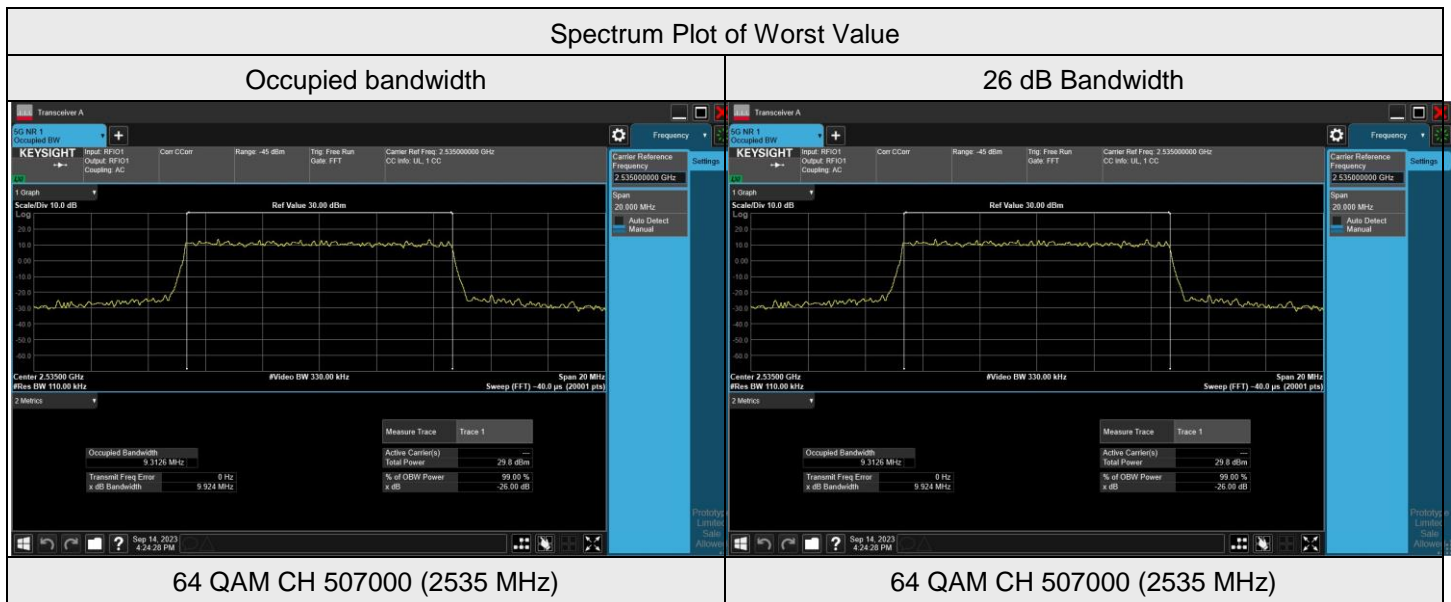 Spectrum Plot of Worst Value
Occupied bandwidth
26 dB Bandwidth
Transceiver A
5G NR 1
Occupied BW
Frequency
KEYSIGHT
Input: RFIO1
Output: RFIO1
Coupling: AC
Corr CCorr
Range: -45 dBm
Trig: Free Run
Gate: FFT
Carrier Ref Freq: 2.535000000 GHz
CC Info: UL, 1 CC
Carrier Reference
Frequency
2.535000000 GHz
Settings
Span
20.000 MHz
Auto Detect
Manual
1 Graph
Scale/Div 10.0 dB
Ref Value 30.00 dBm
Log
20.0
10.0
0.00
-10.0
-20.0
-30.0
-40.0
-50.0
-60.0
Center 2.53500 GHz
#Video BW 330.00 kHz
Span 20 MHz
#Res BW 110.00 kHz
Sweep (FFT) ~40.0 µs (20001 pts)
2 Metrics
Measure Trace Trace 1
Occupied Bandwidth
9.3126 MHz
Active Carrier(s) ---
Total Power 29.8 dBm
Transmit Freq Error 0 Hz
x dB Bandwidth 9.924 MHz
% of OBW Power 99.00 %
x dB -26.00 dB
Sep 14, 2023
4:24:28 PM
Limited
Sale
Transceiver A
5G NR 1
Occupied BW
Frequency
KEYSIGHT
Input: RFIO1
Output: RFIO1
Coupling: AC
Corr CCorr
Range: -45 dBm
Trig: Free Run
Gate: FFT
Carrier Ref Freq: 2.535000000 GHz
CC Info: UL, 1 CC
Carrier Reference
Frequency
2.535000000 GHz
Settings
Span
20.000 MHz
Auto Detect
Manual
1 Graph
Scale/Div 10.0 dB
Ref Value 30.00 dBm
Log
20.0
10.0
0.00
-10.0
-20.0
-30.0
-40.0
-50.0
-60.0
Center 2.53500 GHz
#Video BW 330.00 kHz
Span 20 MHz
#Res BW 110.00 kHz
Sweep (FFT) ~40.0 µs (20001 pts)
2 Metrics
Measure Trace Trace 1
Occupied Bandwidth
9.3126 MHz
Active Carrier(s) ---
Total Power 29.8 dBm
Transmit Freq Error 0 Hz
x dB Bandwidth 9.924 MHz
% of OBW Power 99.00 %
x dB -26.00 dB
Sep 14, 2023
4:24:28 PM
Prototype
Limited
Sale
64 QAM CH 507000 (2535 MHz)
64 QAM CH 507000 (2535 MHz)